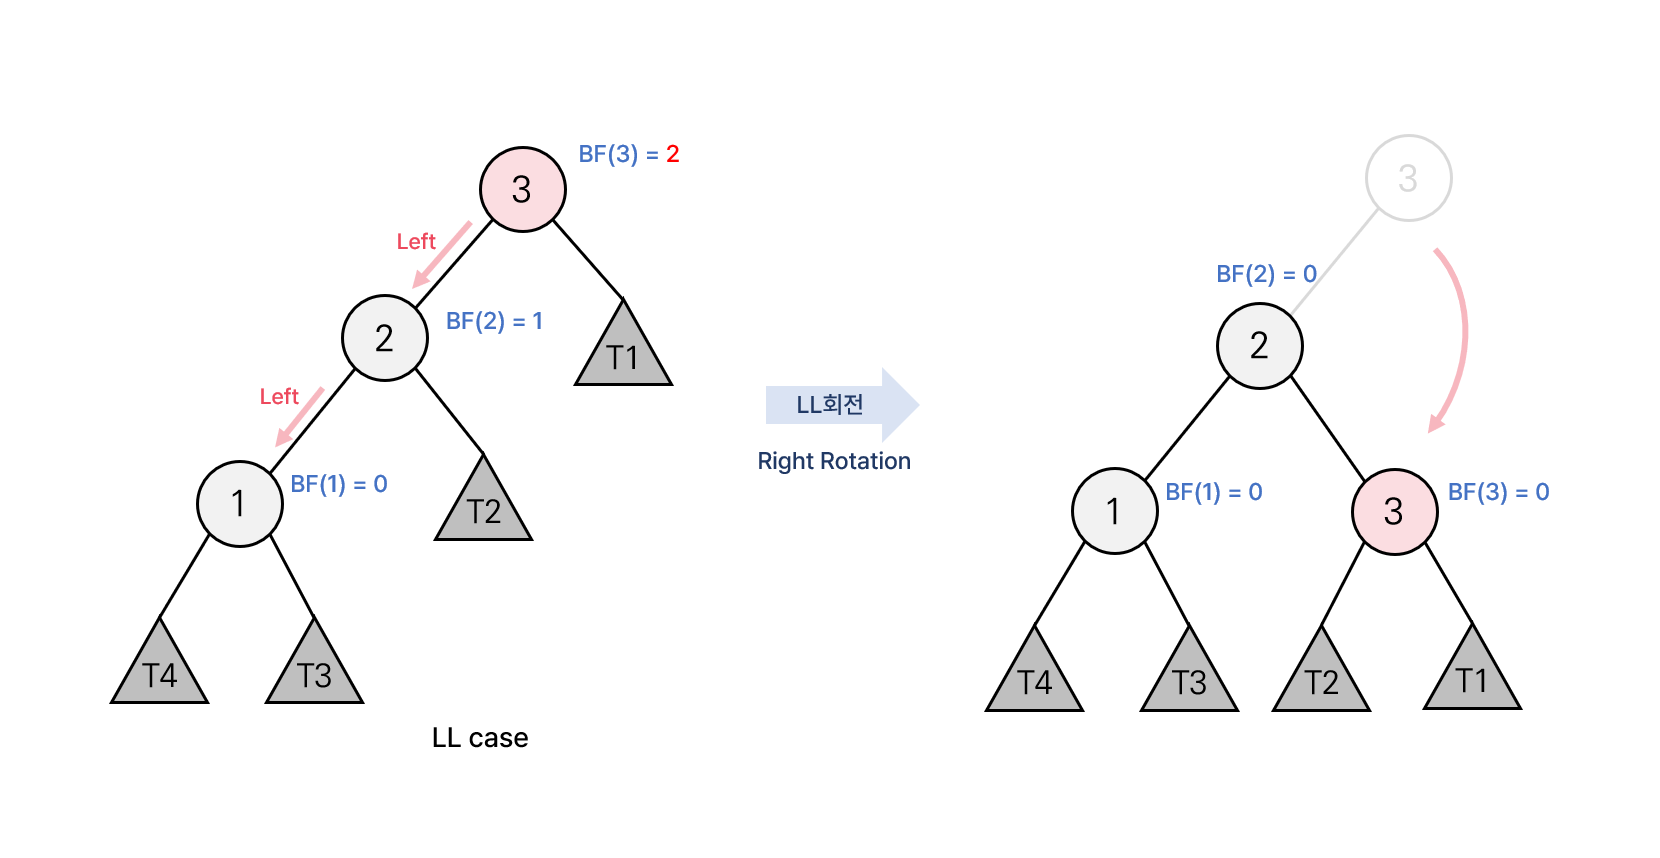 BF(3) = 2
3
Left
BF(2) = 1
2
T1
Left
BF(1) = 0
1
T2
T4
T3
LL case
LL회전
Right Rotation
3
BF(2) = 0
2
BF(1) = 0
1
BF(3) = 0
3
T4
T3
T2
T1